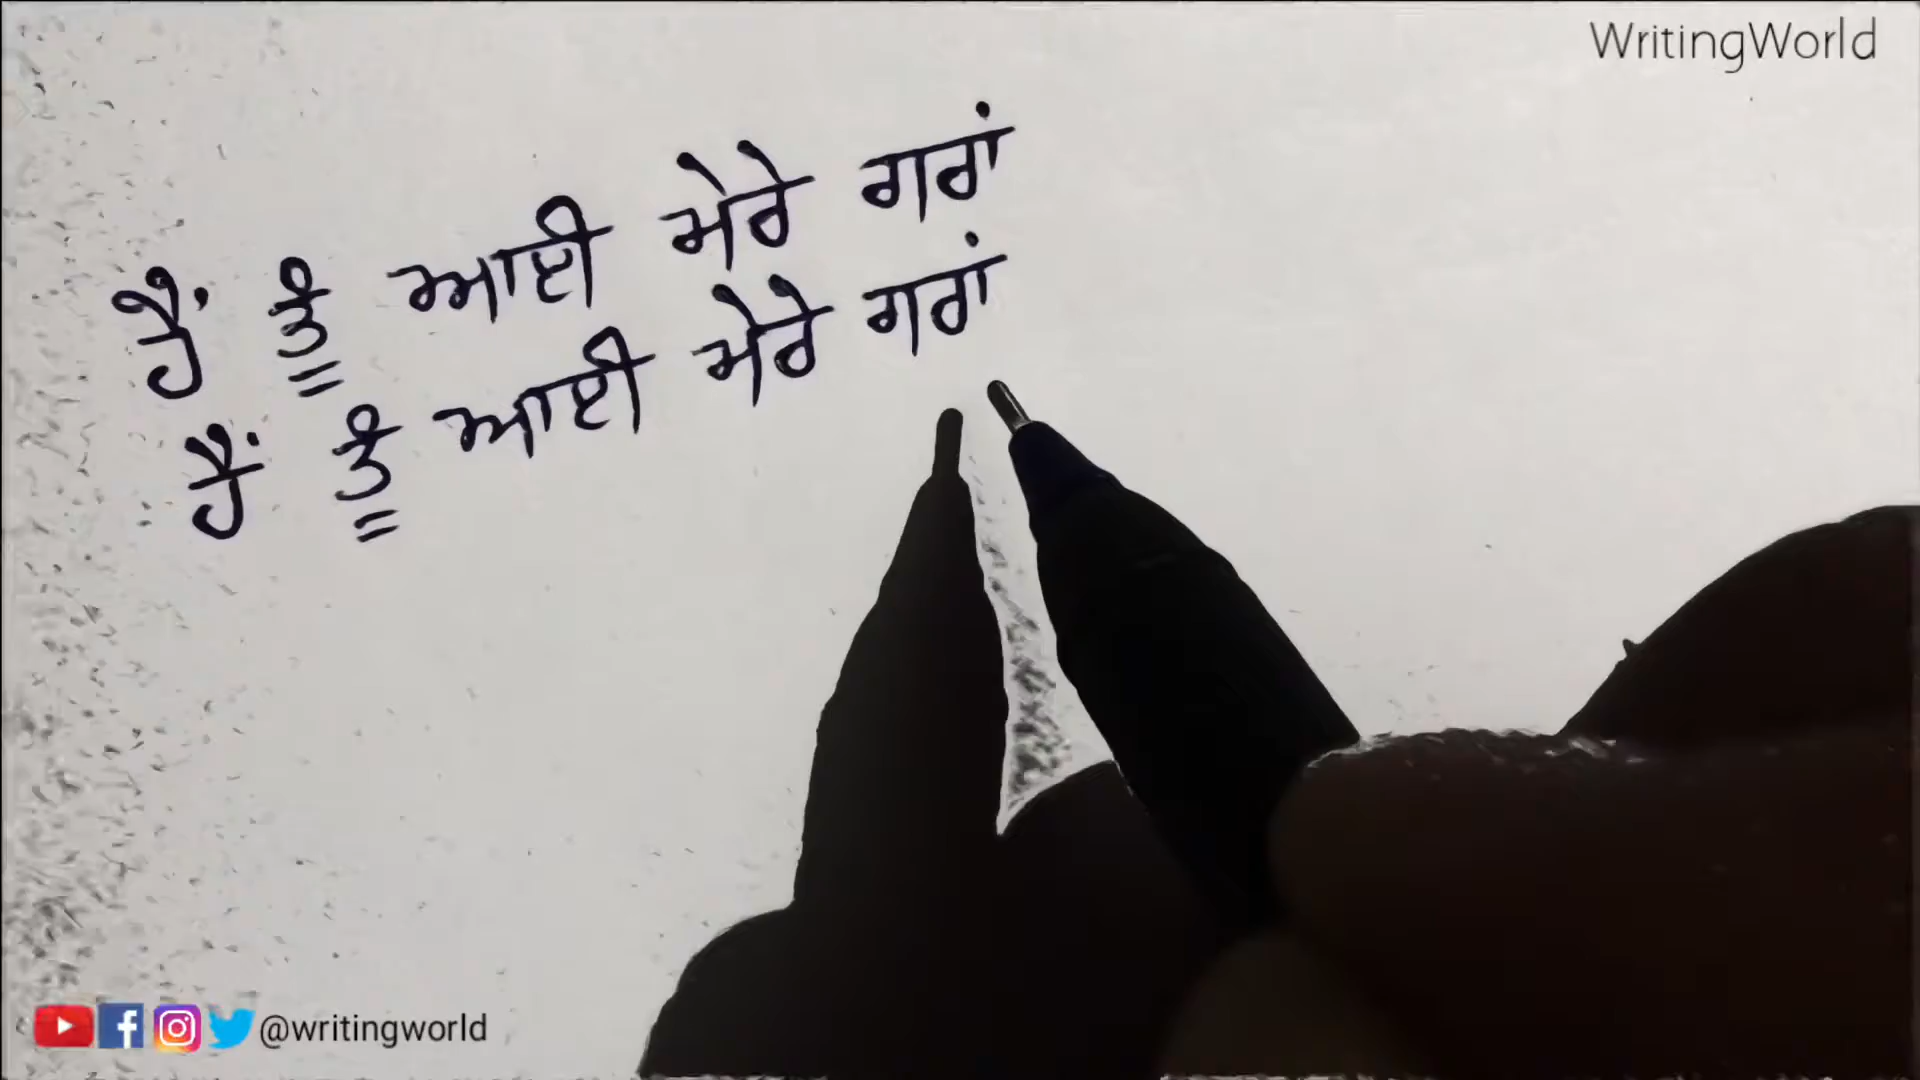 WritingWorld
ਹੈਂ ਤੂੰ ਆਈ ਮੇਰੇ ਗਰਾਂ
ਹੈਂ ਤੂੰ ਆਈ ਮੇਰੇ ਗਰਾਂ
@writingworld